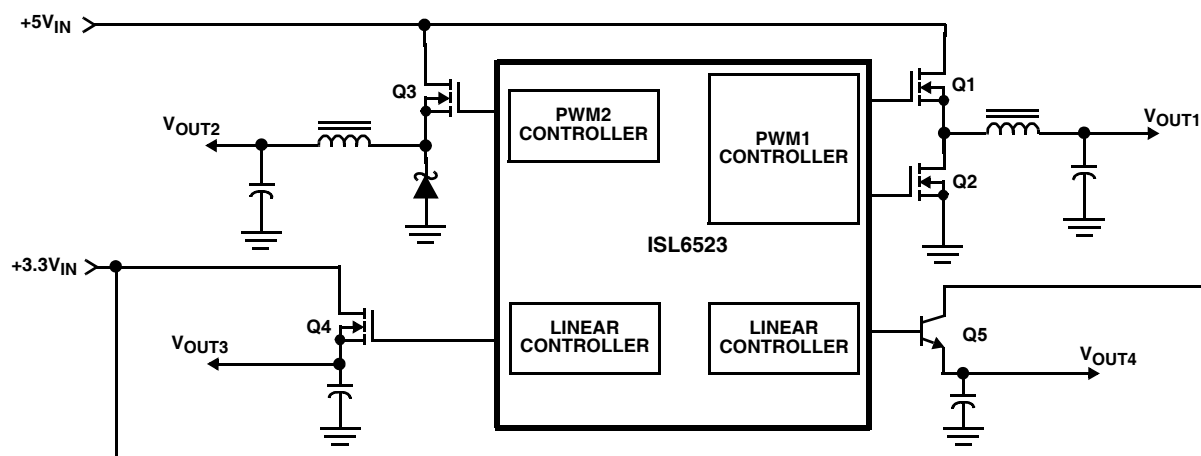 +5VIN
Q3
PWM2
CONTROLLER
PWM1
CONTROLLER
Q1
VOUT2
VOUT1
Q2
ISL6523
+3.3VIN
Q4
LINEAR
CONTROLLER
LINEAR
CONTROLLER
Q5
VOUT3
VOUT4